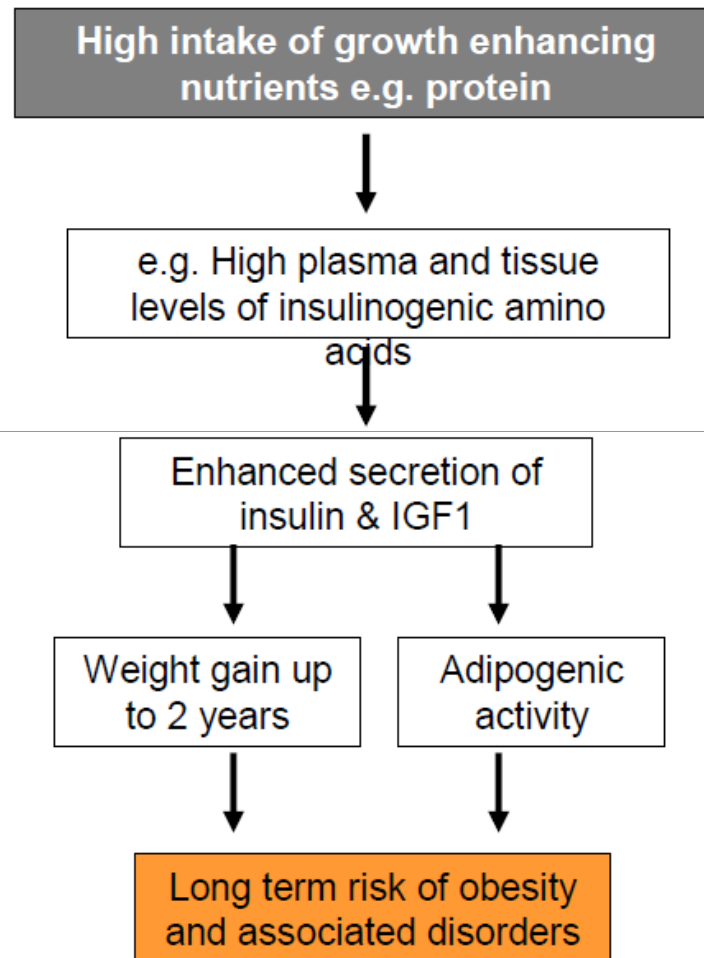 High intake of growth enhancing
nutrients e.g. protein
e.g. High plasma and tissue
levels of insulinogenic amino
acids
Enhanced secretion of
insulin & IGF1
Weight gain up
to 2 years
Adipogenic
activity
Long term risk of obesity
and associated disorders